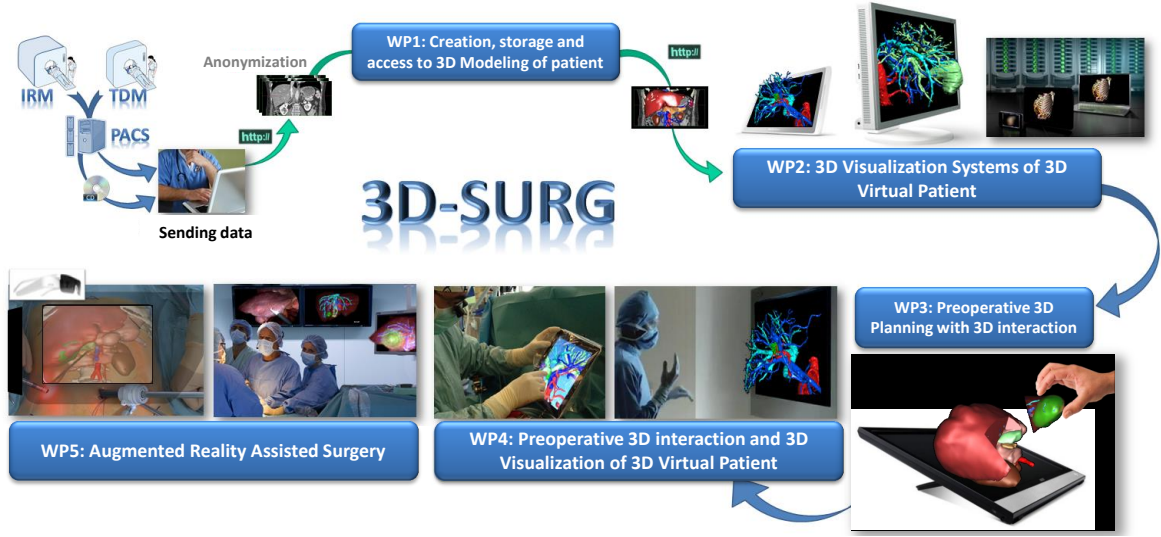 IRM
TDM
PACS
CD
Sending data
http://
Anonymization
WP1: Creation, storage and
access to 3D Modeling of patient
http://
WP2: 3D Visualization Systems of 3D
Virtual Patient
3D-SURG
WP3: Preoperative 3D
Planning with 3D interaction
WP4: Preoperative 3D interaction and 3D
Visualization of 3D Virtual Patient
WP5: Augmented Reality Assisted Surgery